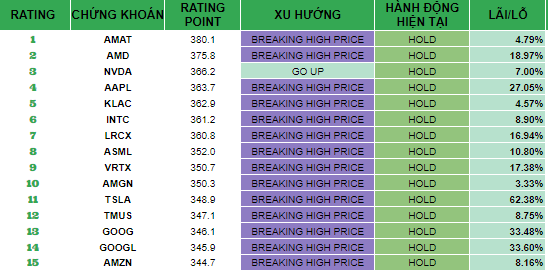 RATING CHỨNG KHOÁN RATING POINT XU HƯỚNG HÀNH ĐỘNG HIỆN TẠI LÃI/LỖ
1 AMAT 380.1 BREAKING HIGH PRICE HOLD 4.79%
2 AMD 375.8 BREAKING HIGH PRICE HOLD 18.97%
3 NVDA 366.2 GO UP HOLD 7.00%
4 AAPL 363.7 BREAKING HIGH PRICE HOLD 27.05%
5 KLAC 362.9 BREAKING HIGH PRICE HOLD 4.57%
6 INTC 361.2 BREAKING HIGH PRICE HOLD 8.90%
7 LRCX 360.8 BREAKING HIGH PRICE HOLD 16.94%
8 ASML 352.0 BREAKING HIGH PRICE HOLD 10.80%
9 VRTX 350.7 BREAKING HIGH PRICE HOLD 17.38%
10 AMGN 350.3 BREAKING HIGH PRICE HOLD 3.33%
11 TSLA 348.9 BREAKING HIGH PRICE HOLD 62.38%
12 TMUS 347.1 BREAKING HIGH PRICE HOLD 8.75%
13 GOOG 346.1 BREAKING HIGH PRICE HOLD 33.48%
14 GOOGL 345.9 BREAKING HIGH PRICE HOLD 33.60%
15 AMZN 344.7 BREAKING HIGH PRICE HOLD 8.16%